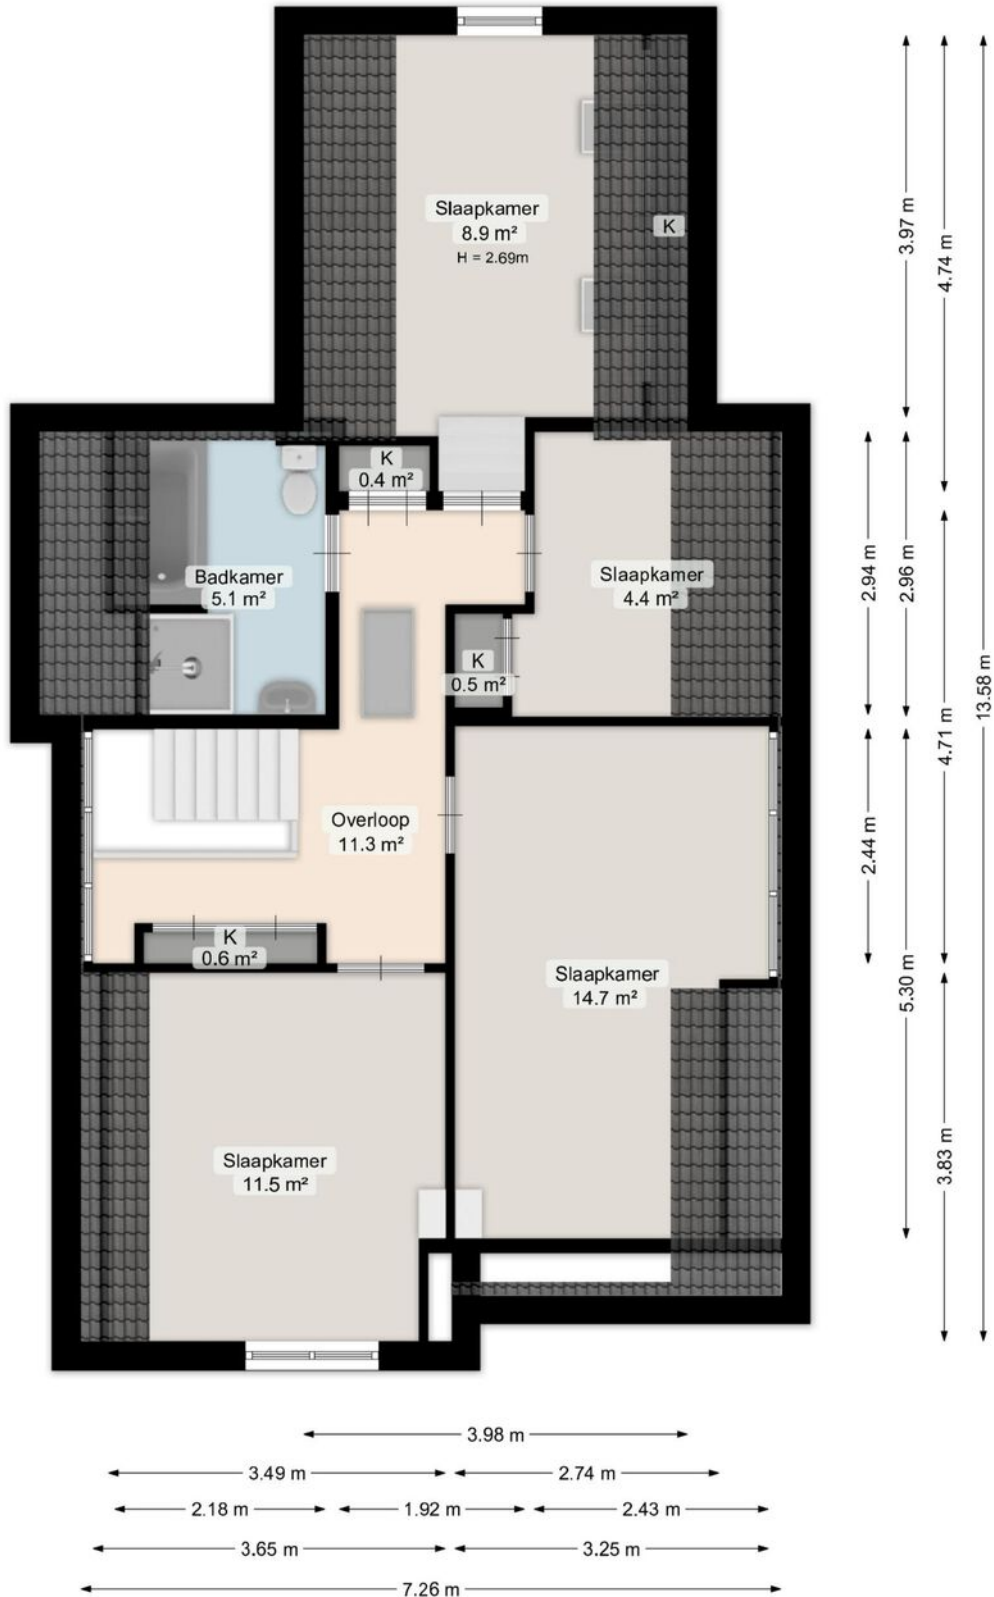 Slaapkamer
8.9 m²
H = 2.69m
K
3.97 m
4.74 m
K
0.4 m²
Badkamer
5.1 m²
Slaapkamer
4.4 m²
K
0.5 m²
2.94 m
2.96 m
13.58 m
4.71 m
Overloop
11.3 m²
2.44 m
K
0.6 m²
Slaapkamer
14.7 m²
5.30 m
Slaapkamer
11.5 m²
3.83 m
3.98 m
3.49 m
2.74 m
2.18 m
1.92 m
2.43 m
3.65 m
3.25 m
7.26 m